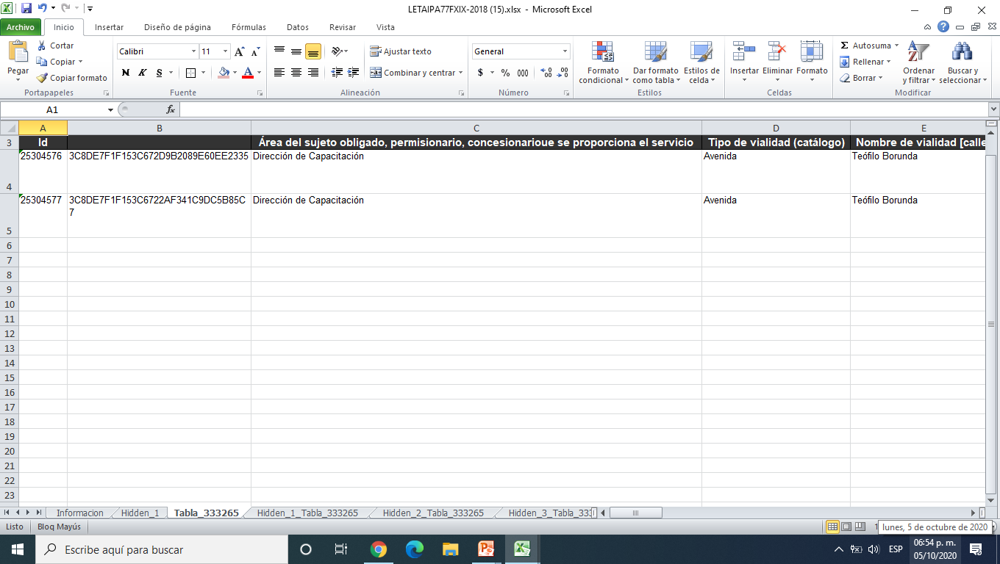 LETAIPA77FXIX-2018 (15).xlsx - Microsoft Excel
Archivo Inicio Insertar Diseño de página Fórmulas Datos Revisar Vista
Pegar
Cortar
Copiar
Copiar formato
Portapapeles
Calibri 11
N K S
Fuente
Ajustar texto
Combinar y centrar
Alineación
General
$ % 000
Número
Formato condicional
Dar formato como tabla
Estilos de celda
Estilos
Insertar Eliminar Formato
Celdas
Autosuma
Rellenar
Borrar
Ordenar y filtrar
Buscar y seleccionar
Modificar
A1 fx
A B C D E
3 Id Área del sujeto obligado, permisionario, concesionarioue se proporciona el servicio Tipo de vialidad (catálogo) Nombre de vialidad [calle
4 25304576 3C8DE7F1F153C672D9B2089E60EE2335 Dirección de Capacitación Avenida Teófilo Borunda
5 25304577 3C8DE7F1F153C6722AF341C9DC5B85C7 Dirección de Capacitación Avenida Teófilo Borunda
6
7
8
9
10
11
12
13
14
15
16
17
18
19
20
21
22
23
Informacion Hidden_1 Tabla_333265 Hidden_1_Tabla_333265 Hidden_2_Tabla_333265 Hidden_3_Tabla_333
Listo Bloq Mayús 1 lunes, 5 de octubre de 2020
Escribe aquí para buscar
ESP
06:54 p. m.
05/10/2020